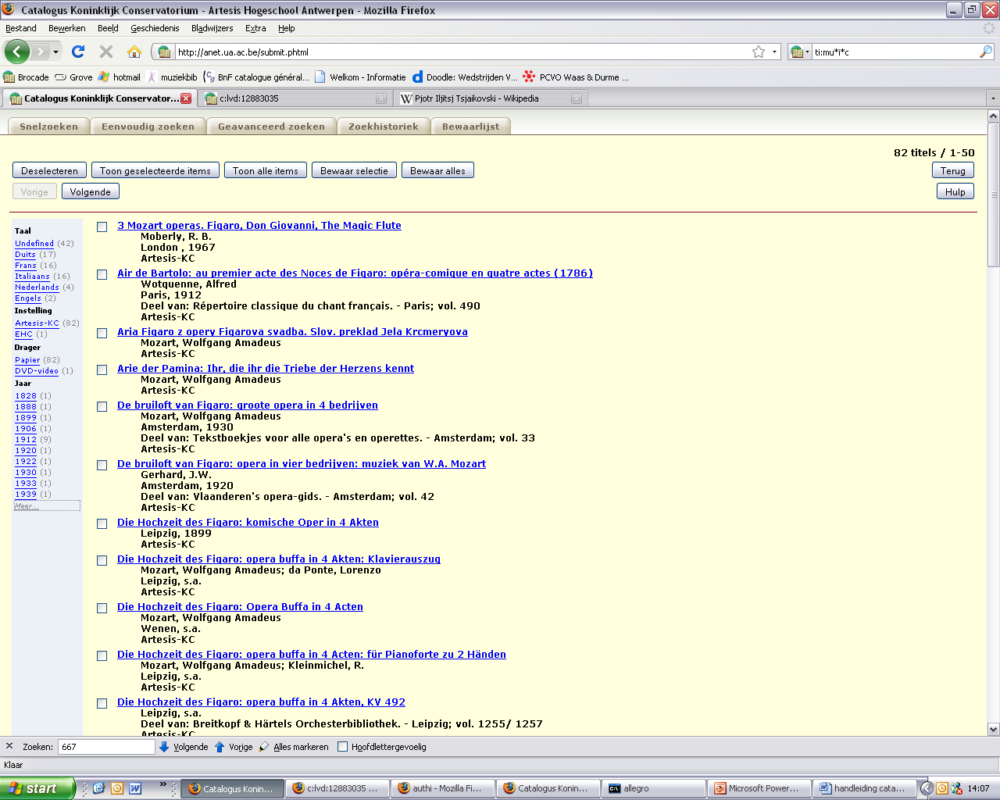 Catalogus Koninklijk Conservatorium - Artesis Hogeschool Antwerpen - Mozilla Firefox
Bestand Bewerken Beeld Geschiedenis Bladwijzers Extra Help
http://anet.ua.ac.be/submit.phtml
ti:mu*i*c
Brocade Grove hotmail muziekbib BnF catalogue général... Welkom - Informatie Doodle: Wedstrijden V... PCVO Waas & Durme ...
Catalogus Koninklijk Conservator... c:lvd:12883035 Pjotr Iljitsj Tsjaikovski - Wikipedia
Snelzoeken Eenvoudig zoeken Geavanceerd zoeken Zoekhistoriek Bewaarlijst
82 titels / 1-50
Deselecteren Toon geselecteerde items Toon alle items Bewaar selectie Bewaar alles Terug
Vorige Volgende Hulp
Taal
Undefined (42)
Duits (17)
Frans (16)
Italiaans (16)
Nederlands (4)
Engels (2)
Instelling
Artesis-KC (82)
EHC (1)
Drager
Papier (82)
DVD-video (1)
Jaar
1828 (1)
1888 (1)
1899 (1)
1906 (1)
1912 (9)
1920 (1)
1922 (1)
1930 (1)
1933 (1)
1939 (1)
Meer...
3 Mozart operas. Figaro, Don Giovanni, The Magic Flute
Moberly, R. B.
London , 1967
Artesis-KC
Air de Bartolo: au premier acte des Noces de Figaro: opéra-comique en quatre actes (1786)
Wotquenne, Alfred
Paris, 1912
Deel van: Répertoire classique du chant français. - Paris; vol. 490
Artesis-KC
Aria Figaro z opery Figarova svadba. Slov. preklad Jela Krcmeryova
Mozart, Wolfgang Amadeus
Artesis-KC
Arie der Pamina: Ihr, die ihr die Triebe der Herzens kennt
Mozart, Wolfgang Amadeus
Artesis-KC
De bruiloft van Figaro: groote opera in 4 bedrijven
Mozart, Wolfgang Amadeus
Amsterdam, 1930
Deel van: Tekstboekjes voor alle opera's en operettes. - Amsterdam; vol. 33
Artesis-KC
De bruiloft van Figaro: opera in vier bedrijven: muziek van W.A. Mozart
Gerhard, J.W.
Amsterdam, 1920
Deel van: Vlaanderen's opera-gids. - Amsterdam; vol. 42
Artesis-KC
Die Hochzeit des Figaro: komische Oper in 4 Akten
Leipzig, 1899
Artesis-KC
Die Hochzeit des Figaro: opera buffa in 4 Akten: Klavierauszug
Mozart, Wolfgang Amadeus; da Ponte, Lorenzo
Leipzig, s.a.
Artesis-KC
Die Hochzeit des Figaro: Opera Buffa in 4 Acten
Mozart, Wolfgang Amadeus
Wenen, s.a.
Artesis-KC
Die Hochzeit des Figaro: opera buffa in 4 Acten: für Pianoforte zu 2 Händen
Mozart, Wolfgang Amadeus; Kleinmichel, R.
Leipzig, s.a.
Artesis-KC
Die Hochzeit des Figaro: opera buffa in 4 Akten, KV 492
Leipzig, s.a.
Deel van: Breitkopf & Härtels Orchesterbibliothek. - Leipzig; vol. 1255/ 1257
Artesis-KC
Zoeken: 667 Volgende Vorige Alles markeren Hoofdlettergevoelig
Klaar
start Catalogus Konin... c:lvd:12883035 ... authi - Mozilla Fi... Catalogus Konin... allegro Microsoft Power... handleiding cata... 14:07